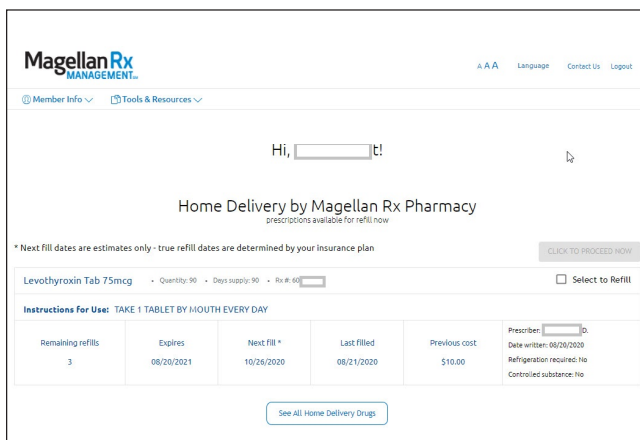 Magellan Rx
MANAGEMENT
A A A Language Contact Us Logout
Member Info Tools & Resources
Hi, t!
Home Delivery by Magellan Rx Pharmacy
prescriptions available for refill now
* Next fill dates are estimates only - true refill dates are determined by your insurance plan
CLICK TO PROCEED NOW
Levothyroxin Tab 75mcg • Quantity: 90 • Days supply: 90 • Rx #: 60
Select to Refill
Instructions for Use: TAKE 1 TABLET BY MOUTH EVERY DAY
Remaining refills Expires Next fill * Last filled Previous cost
3 08/20/2021 10/26/2020 08/21/2020 $10.00
Prescriber: D.
Date written: 08/20/2020
Refrigeration required: No
Controlled substance: No
See All Home Delivery Drugs